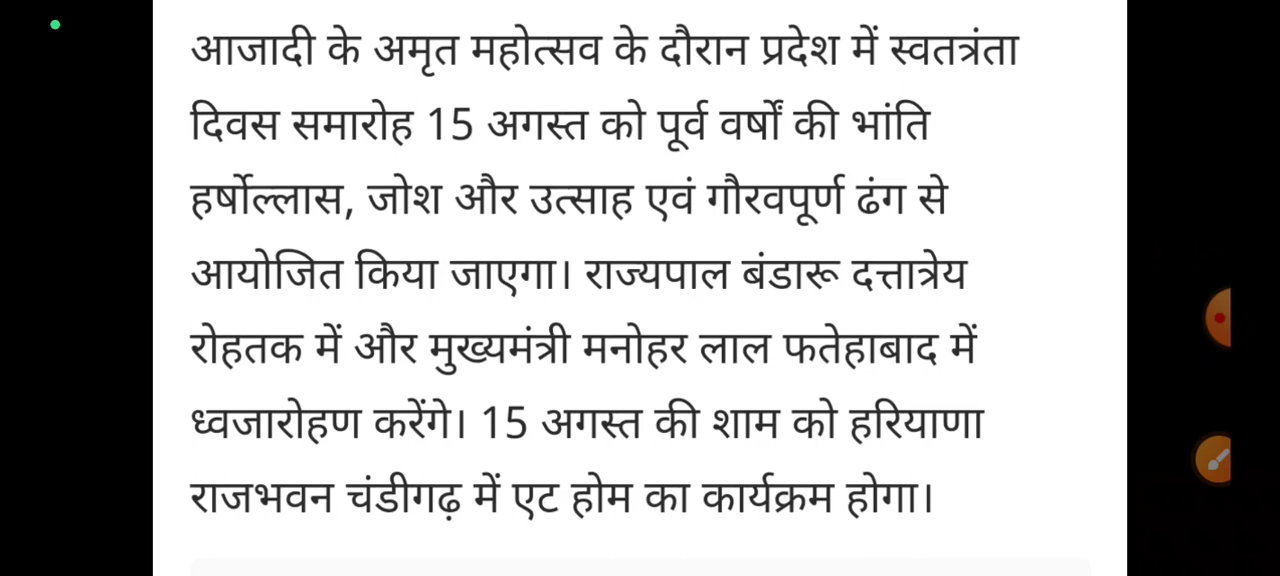 आजादी के अमृत महोत्सव के दौरान प्रदेश में स्वतत्रंता
दिवस समारोह 15 अगस्त को पूर्व वर्षों की भांति
हर्षोल्लास, जोश और उत्साह एवं गौरवपूर्ण ढंग से
आयोजित किया जाएगा। राज्यपाल बंडारू दत्तात्रेय
रोहतक में और मुख्यमंत्री मनोहर लाल फतेहाबाद में
ध्वजारोहण करेंगे। 15 अगस्त की शाम को हरियाणा
राजभवन चंडीगढ़ में एट होम का कार्यक्रम होगा।